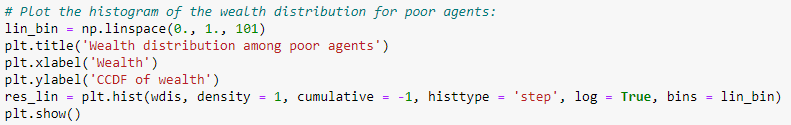 # Plot the histogram of the wealth distribution for poor agents:
lin_bin = np.linspace(0., 1., 101)
plt.title('Wealth distribution among poor agents')
plt.xlabel('Wealth')
plt.ylabel('CCDF of wealth')
res_lin = plt.hist(wdis, density = 1, cumulative = -1, histtype = 'step', log = True, bins = lin_bin)
plt.show()